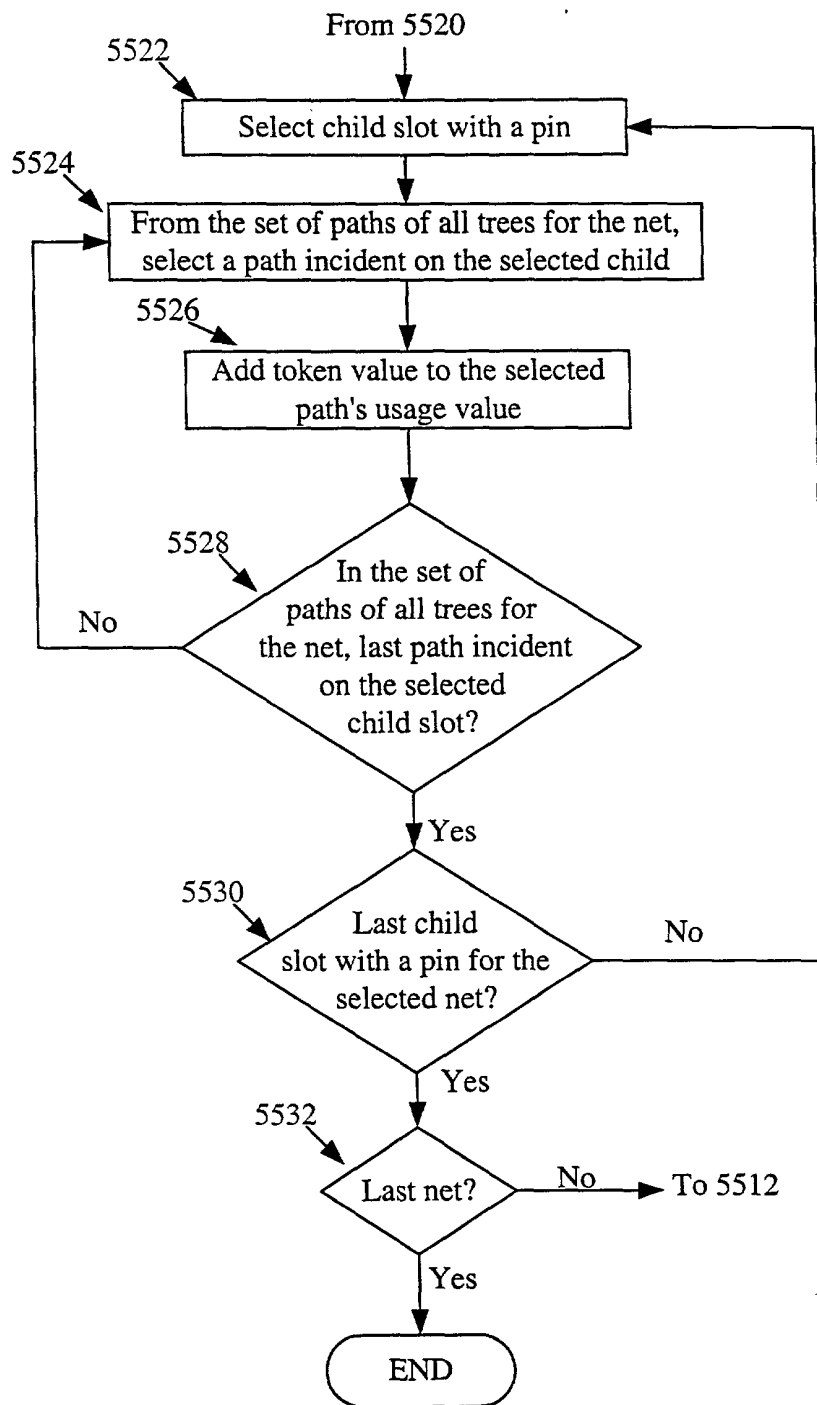 From 5520
5522
Select child slot with a pin
5524
From the set of paths of all trees for the net,
select a path incident on the selected child
5526
Add token value to the selected
path's usage value
5528
In the set of
paths of all trees for
the net, last path incident
on the selected
child slot?
No
Yes
5530
Last child
slot with a pin for the
selected net?
No
Yes
5532
Last net?
No
To 5512
Yes
END